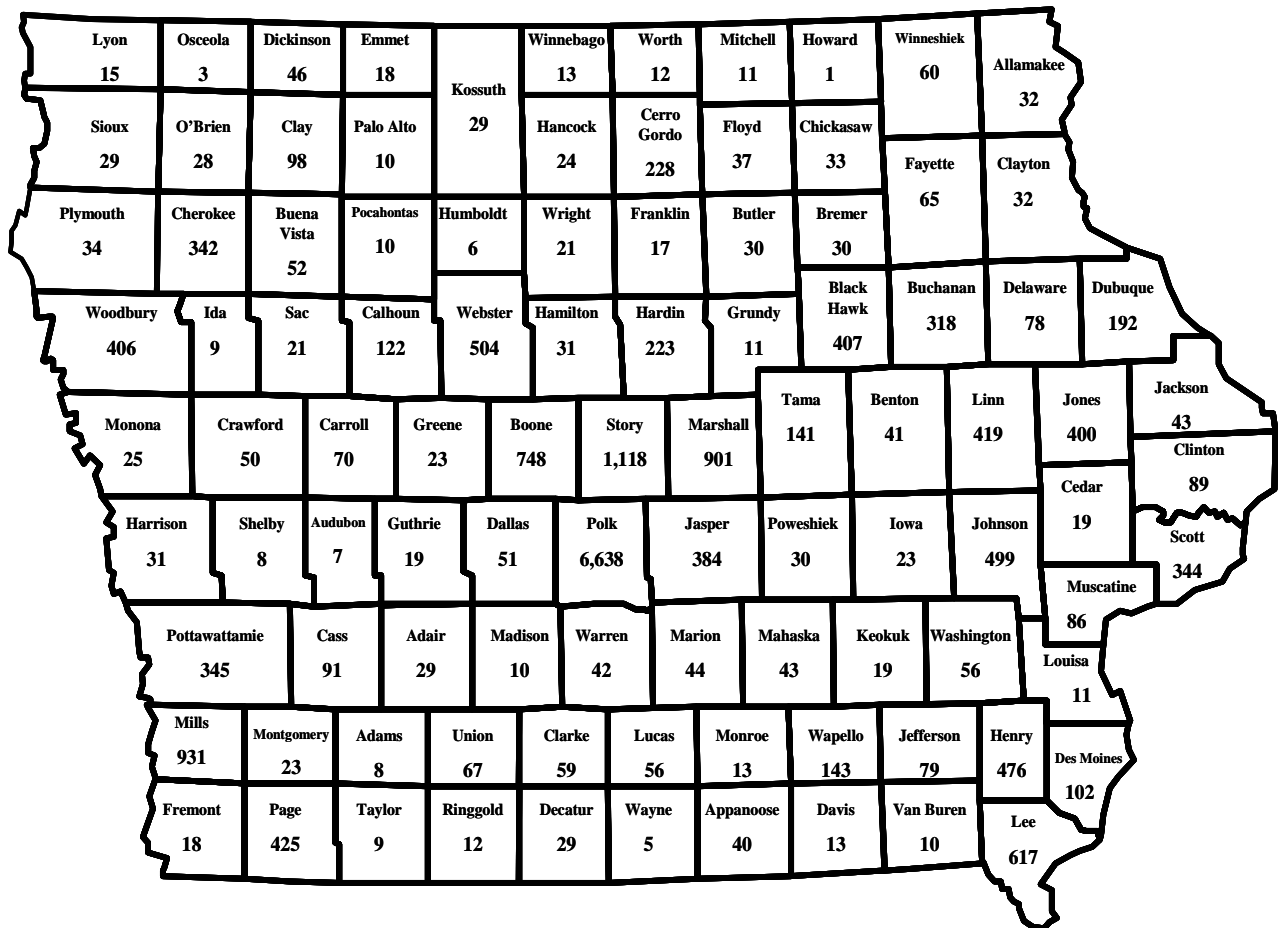 Lyon
15
Osceola
3
Dickinson
46
Emmet
18
Kossuth
29
Winnebago
13
Worth
12
Mitchell
11
Howard
1
Winneshiek
60
Allamakee
32
Sioux
29
O'Brien
28
Clay
98
Palo Alto
10
Hancock
24
Cerro
Gordo
228
Floyd
37
Chickasaw
33
Fayette
65
Clayton
32
Plymouth
34
Cherokee
342
Buena
Vista
52
Pocahontas
10
Humboldt
6
Wright
21
Franklin
17
Butler
30
Bremer
30
Woodbury
406
Ida
9
Sac
21
Calhoun
122
Webster
504
Hamilton
31
Hardin
223
Grundy
11
Black
Hawk
407
Buchanan
318
Delaware
78
Dubuque
192
Monona
25
Crawford
50
Carroll
70
Greene
23
Boone
748
Story
1,118
Marshall
901
Tama
141
Benton
41
Linn
419
Jones
400
Jackson
43
Clinton
89
Harrison
31
Shelby
8
Audubon
7
Guthrie
19
Dallas
51
Polk
6,638
Jasper
384
Poweshiek
30
Iowa
23
Johnson
499
Cedar
19
Scott
344
Muscatine
86
Pottawattamie
345
Cass
91
Adair
29
Madison
10
Warren
42
Marion
44
Mahaska
43
Keokuk
19
Washington
56
Louisa
11
Mills
931
Montgomery
23
Adams
8
Union
67
Clarke
59
Lucas
56
Monroe
13
Wapello
143
Jefferson
79
Henry
476
Des Moines
102
Fremont
18
Page
425
Taylor
9
Ringgold
12
Decatur
29
Wayne
5
Appanoose
40
Davis
13
Van Buren
10
Lee
617